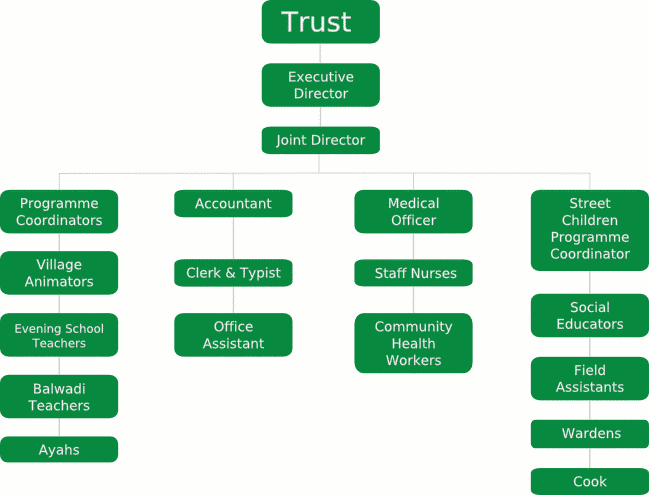 Trust
Executive
Director
Joint Director
Programme
Coordinators
Village
Animators
Evening School
Teachers
Balwadi
Teachers
Ayahs
Accountant
Clerk & Typist
Office
Assistant
Medical
Officer
Staff Nurses
Community
Health
Workers
Street
Children
Programme
Coordinator
Social
Educators
Field
Assistants
Wardens
Cook